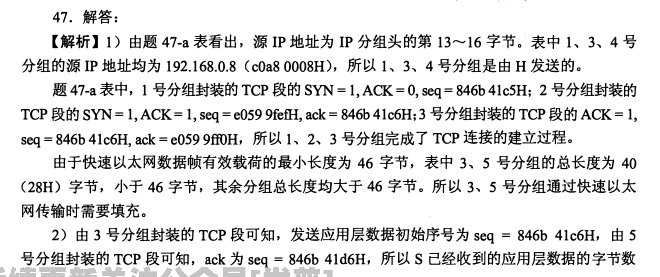 47．解答：
【解析】1）由题 47-a 表看出，源 IP 地址为 IP 分组头的第 13～16 字节。表中 1、3、4 号
分组的源 IP 地址均为 192.168.0.8（c0a8 0008H），所以 1、3、4 号分组是由 H 发送的。
题 47-a 表中，1 号分组封装的 TCP 段的 SYN = 1, ACK = 0, seq = 846b 41c5H；2 号分组封装的
TCP 段的 SYN = 1, ACK = 1, seq = e059 9fefH, ack = 846b 41c6H; 3 号分组封装的 TCP 段的 ACK = 1,
seq = 846b 41c6H, ack = e059 9ff0H，所以 1、2、3 号分组完成了 TCP 连接的建立过程。
由于快速以太网数据帧有效载荷的最小长度为 46 字节，表中 3、5 号分组的总长度为 40
（28H）字节，小于 46 字节，其余分组总长度均大于 46 字节。所以 3、5 号分组通过快速以太
网传输时需要填充。
2）由 3 号分组封装的 TCP 段可知，发送应用层数据初始序号为 seq = 846b 41c6H，由 5
号分组封装的 TCP 段可知，ack 为 seq = 846b 41d6H，所以 S 已经收到的应用层数据的字节数